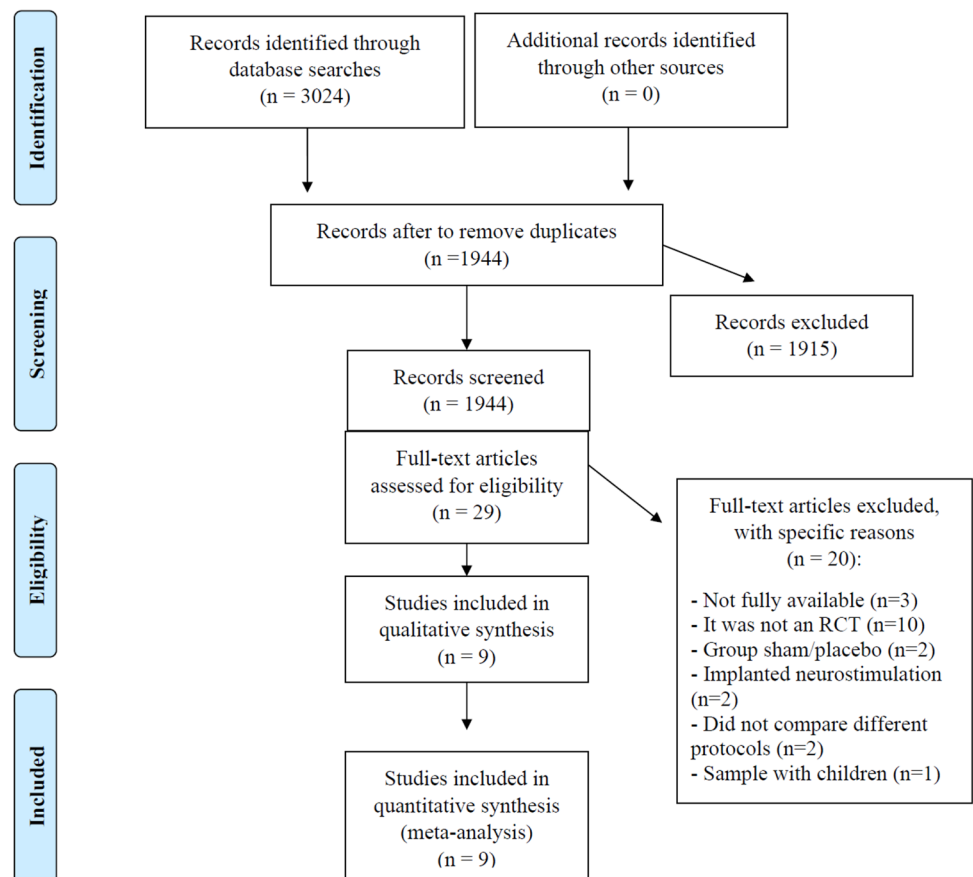 Identification
Records identified through
database searches
(n = 3024)
Additional records identified
through other sources
(n = 0)
Records after to remove duplicates
(n =1944)
Screening
Records excluded
(n = 1915)
Records screened
(n = 1944)
Full-text articles
assessed for eligibility
(n = 29)
Eligibility
Full-text articles excluded,
with specific reasons
(n = 20):
- Not fully available (n=3)
- It was not an RCT (n=10)
- Group sham/placebo (n=2)
- Implanted neurostimulation
(n=2)
- Did not compare different
protocols (n=2)
- Sample with children (n=1)
Studies included in
qualitative synthesis
(n = 9)
Included
Studies included in
quantitative synthesis
(meta-analysis)
(n = 9)